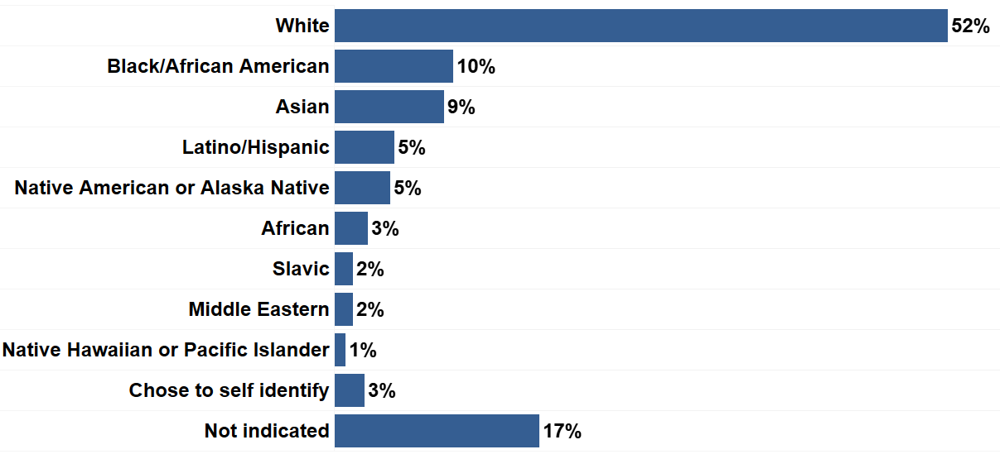 White 52%
Black/African American 10%
Asian 9%
Latino/Hispanic 5%
Native American or Alaska Native 5%
African 3%
Slavic 2%
Middle Eastern 2%
Native Hawaiian or Pacific Islander 1%
Chose to self identify 3%
Not indicated 17%